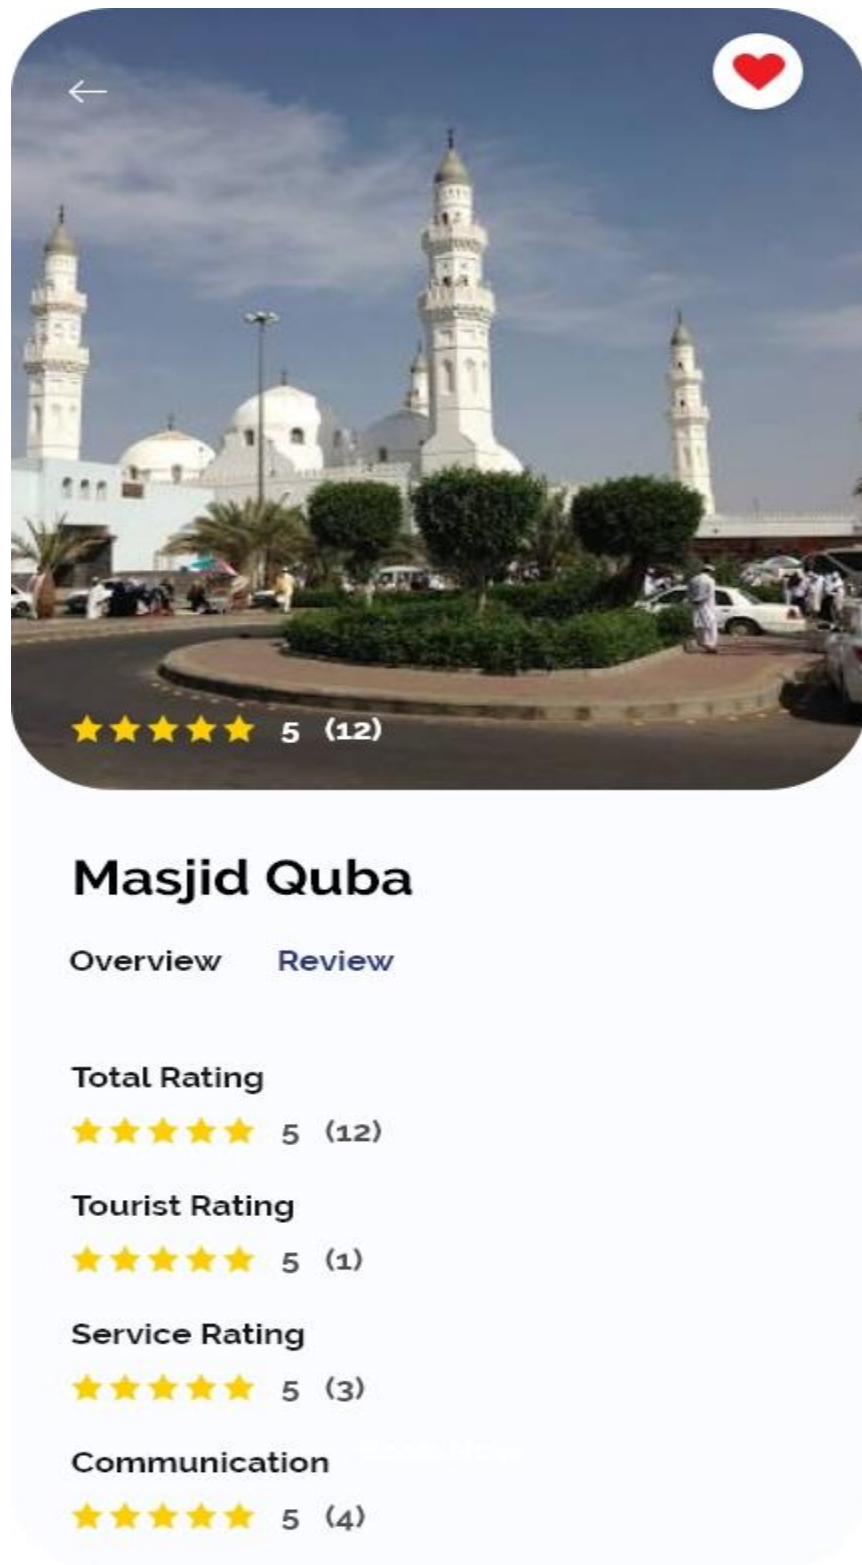 5 (12)
Masjid Quba
Overview Review
Total Rating
5 (12)
Tourist Rating
5 (1)
Service Rating
5 (3)
Communication
5 (4)